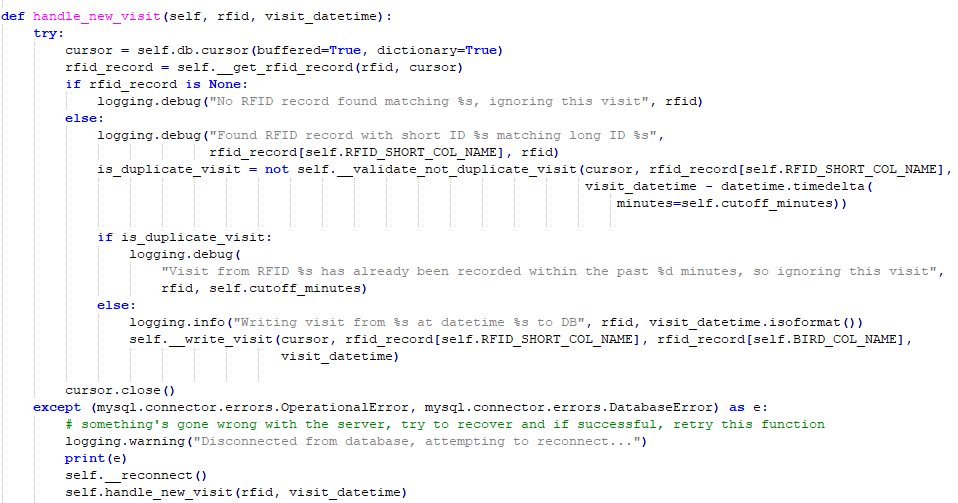 def handle_new_visit(self, rfid, visit_datetime):
    try:
        cursor = self.db.cursor(buffered=True, dictionary=True)
        rfid_record = self.__get_rfid_record(rfid, cursor)
        if rfid_record is None:
            logging.debug("No RFID record found matching %s, ignoring this visit", rfid)
        else:
            logging.debug("Found RFID record with short ID %s matching long ID %s",
                          rfid_record[self.RFID_SHORT_COL_NAME], rfid)
            is_duplicate_visit = not self.__validate_not_duplicate_visit(cursor, rfid_record[self.RFID_SHORT_COL_NAME],
                                                                         visit_datetime - datetime.timedelta(
                                                                             minutes=self.cutoff_minutes))

            if is_duplicate_visit:
                logging.debug(
                    "Visit from RFID %s has already been recorded within the past %d minutes, so ignoring this visit",
                    rfid, self.cutoff_minutes)
            else:
                logging.info("Writing visit from %s at datetime %s to DB", rfid, visit_datetime.isoformat())
                self.__write_visit(cursor, rfid_record[self.RFID_SHORT_COL_NAME], rfid_record[self.BIRD_COL_NAME],
                                   visit_datetime)

        cursor.close()
    except (mysql.connector.errors.OperationalError, mysql.connector.errors.DatabaseError) as e:
        # something's gone wrong with the server, try to recover and if successful, retry this function
        logging.warning("Disconnected from database, attempting to reconnect...")
        print(e)
        self.__reconnect()
        self.handle_new_visit(rfid, visit_datetime)